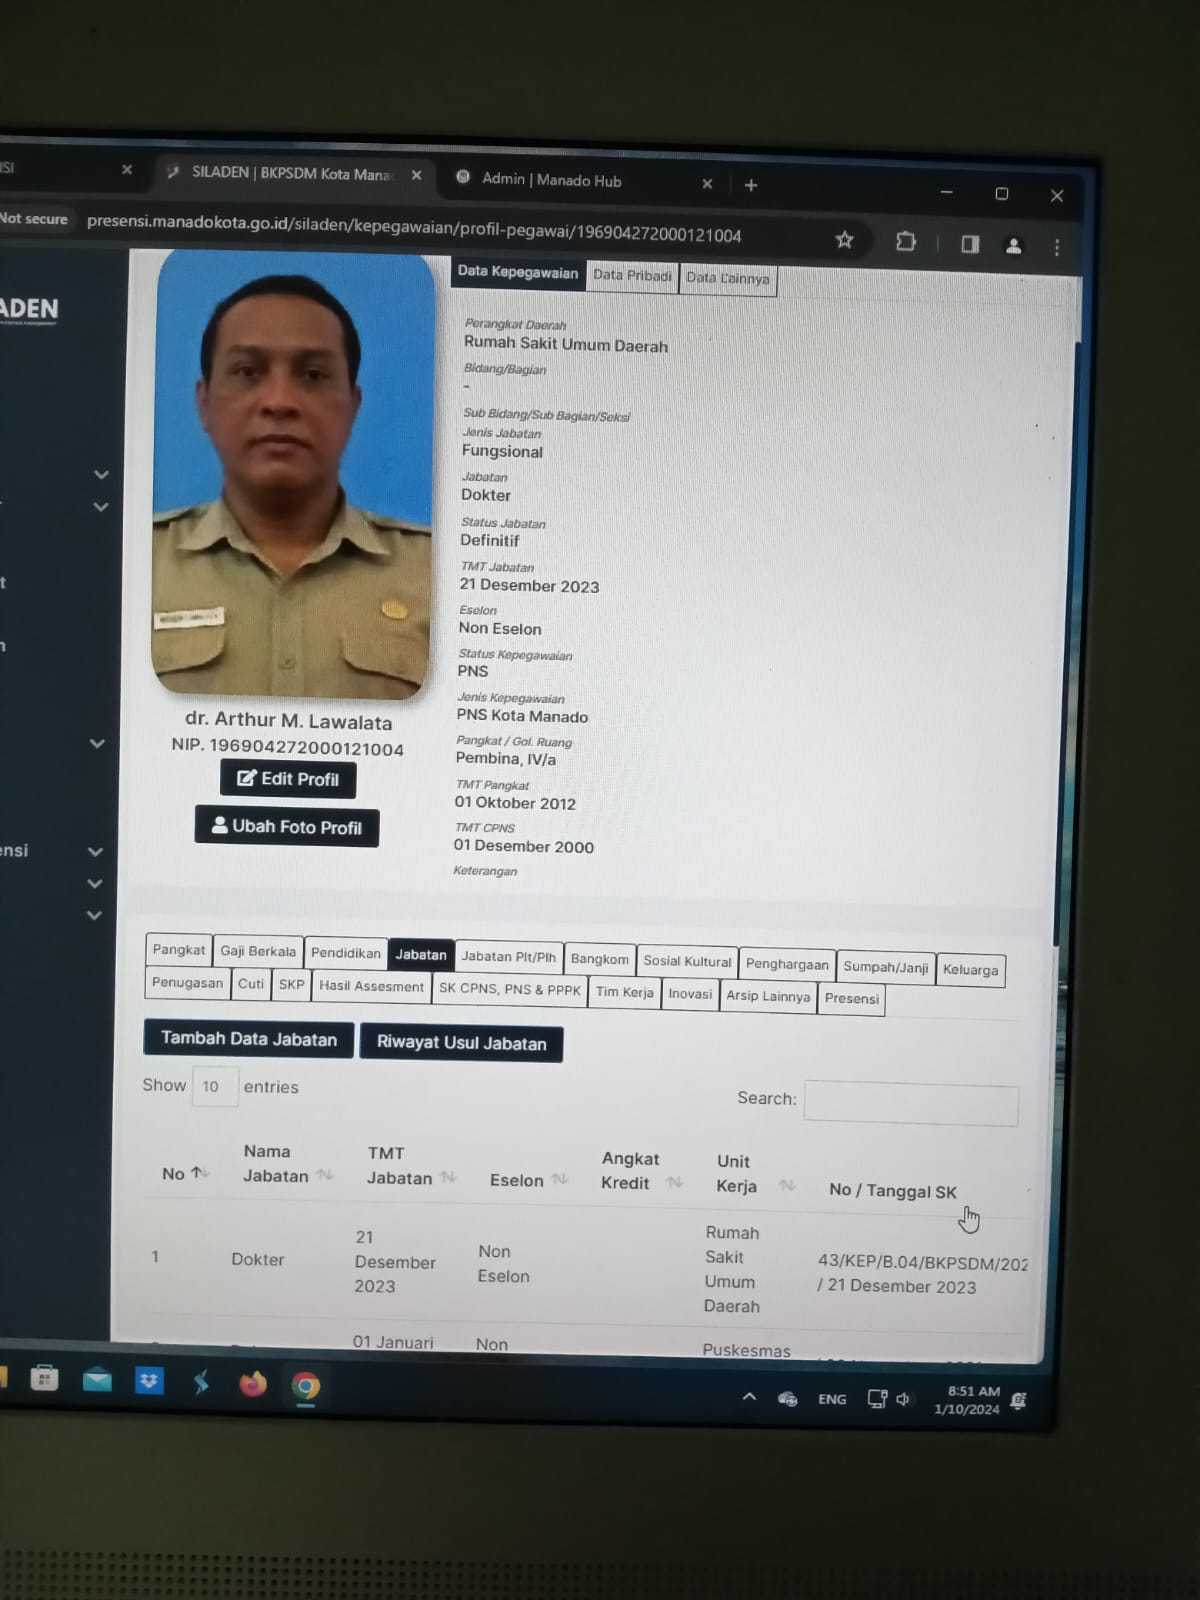 SILADEN | BKPSDM Kota Mana
Admin | Manado Hub
Not secure
presensi.manadokota.go.id/siladen/kepegawaian/profil-pegawai/196904272000121004
ADEN
Data Kepegawaian
Data Pribadi
Data Lainnya
Perangkat Daerah
Rumah Sakit Umum Daerah
Bidang/Bagian
-
Sub Bidang/Sub Bagian/Seksi
Jenis Jabatan
Fungsional
Jabatan
Dokter
Status Jabatan
Definitif
TMT Jabatan
21 Desember 2023
Eselon
Non Eselon
Status Kepegawaian
PNS
Jenis Kepegawaian
PNS Kota Manado
Pangkat / Gol. Ruang
Pembina, IV/a
TMT Pangkat
01 Oktober 2012
TMT CPNS
01 Desember 2000
Keterangan
dr. Arthur M. Lawalata
NIP. 196904272000121004
Edit Profil
Ubah Foto Profil
ensi
Pangkat
Gaji Berkala
Pendidikan
Jabatan
Jabatan Plt/Plh
Bangkom
Sosial Kultural
Penghargaan
Sumpah/Janji
Keluarga
Penugasan
Cuti
SKP
Hasil Assesment
SK CPNS, PNS & PPPK
Tim Kerja
Inovasi
Arsip Lainnya
Presensi
Tambah Data Jabatan
Riwayat Usul Jabatan
Show 10 entries
Search:
No
Nama
Jabatan
TMT
Jabatan
Eselon
Angkat
Kredit
Unit
Kerja
No / Tanggal SK
1
Dokter
21
Desember
2023
Non
Eselon
Rumah
Sakit
Umum
Daerah
43/KEP/B.04/BKPSDM/202
/ 21 Desember 2023
01 Januari
Non
Puskesmas
ENG
8:51 AM
1/10/2024